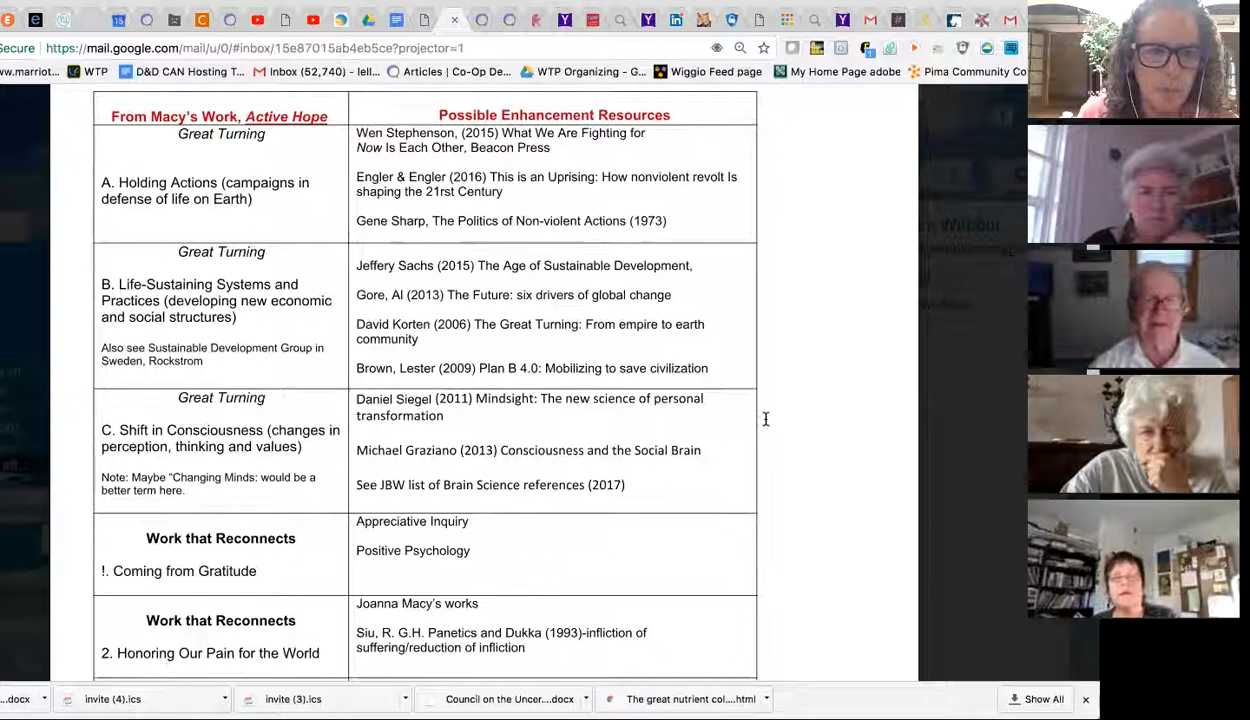 Secure
https://mail.google.com/mail/u/0/#inbox/15e87015ab4eb5ce?projector=1
WTP
D&D CAN Hosting T...
Inbox (52,740) - lell...
Articles | Co-Op De...
WTP Organizing - G...
Wiggio Feed page
My Home Page adobe
Pima Community Co
From Macy's Work, Active Hope
Possible Enhancement Resources
Great Turning
A. Holding Actions (campaigns in
defense of life on Earth)
Wen Stephenson, (2015) What We Are Fighting for
Now Is Each Other, Beacon Press
Engler & Engler (2016) This is an Uprising: How nonviolent revolt Is
shaping the 21rst Century
Gene Sharp, The Politics of Non-violent Actions (1973)
Great Turning
B. Life-Sustaining Systems and
Practices (developing new economic
and social structures)
Also see Sustainable Development Group in
Sweden, Rockstrom
Jeffery Sachs (2015) The Age of Sustainable Development,
Gore, Al (2013) The Future: six drivers of global change
David Korten (2006) The Great Turning: From empire to earth
community
Brown, Lester (2009) Plan B 4.0: Mobilizing to save civilization
Great Turning
C. Shift in Consciousness (changes in
perception, thinking and values)
Note: Maybe "Changing Minds: would be a
better term here.
Daniel Siegel (2011) Mindsight: The new science of personal
transformation
Michael Graziano (2013) Consciousness and the Social Brain
See JBW list of Brain Science references (2017)
Work that Reconnects
!. Coming from Gratitude
Appreciative Inquiry
Positive Psychology
Work that Reconnects
2. Honoring Our Pain for the World
Joanna Macy's works
Siu, R. G.H. Panetics and Dukka (1993)-infliction of
suffering/reduction of infliction
...docx
invite (4).ics
invite (3).ics
Council on the Uncer....docx
The great nutrient col....html
Show All